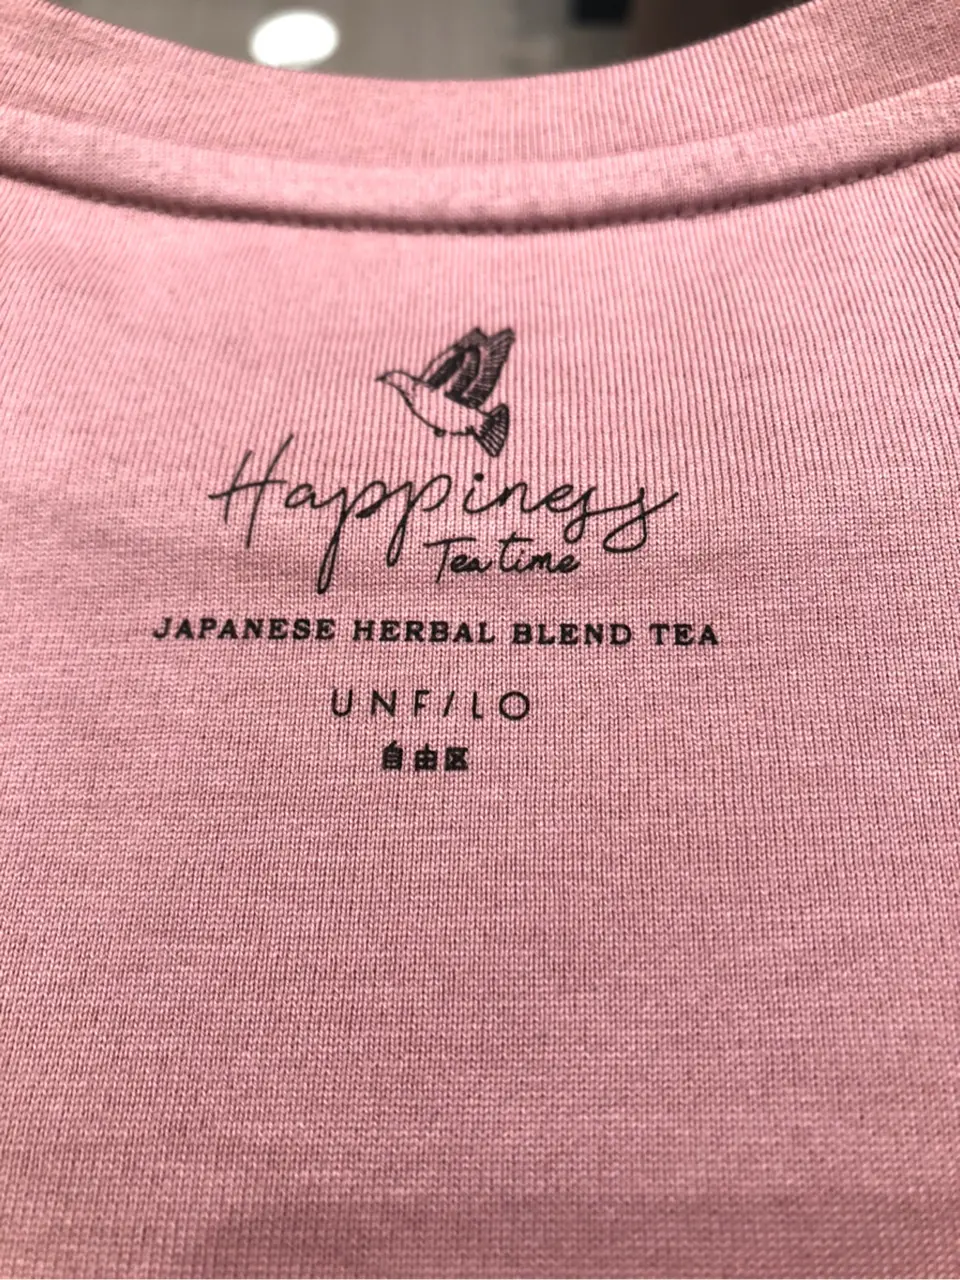 Happiness
Tea time
JAPANESE HERBAL BLEND TEA
UNF/LO
自由区